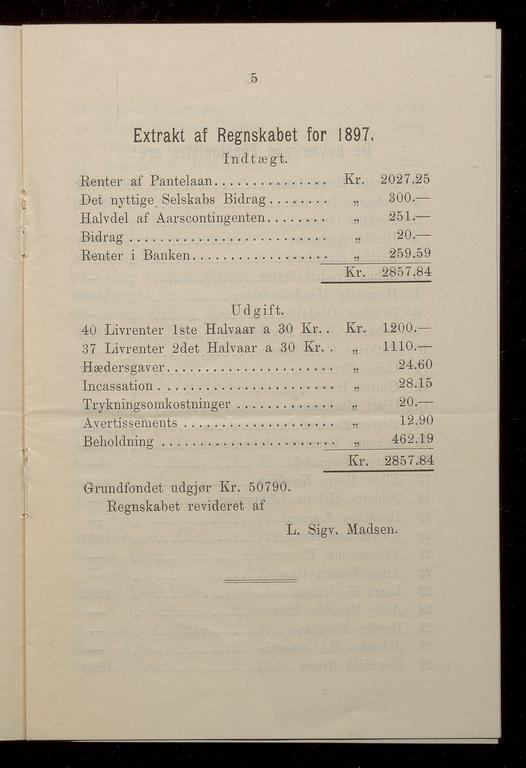 5
Extrakt af Regnskabet for 1897.
Indtægt.
Renter af Pantelaan............... Kr. 2027.25
Det nyttige Selskabs Bidrag........ „ 300.—
Halvdel af Aarscontingenten........ „ 251.—
Bidrag........................... „ 20.—
Renter i Banken.................. „ 259.59
Kr. 2857.84
Udgift.
40 Livrenter 1ste Halvaar a 30 Kr.. Kr. 1200.—
37 Livrenter 2det Halvaar a 30 Kr. . „ 1110.—
Hædersgaver...................... „ 24.60
Incassation....................... „ 28.15
Trykningsomkostninger............. „ 20.—
Avertissements.................... „ 12.90
Beholdning....................... „ 462.19
Kr. 2857.84
Grundfondet udgjør Kr. 50790.
Regnskabet revideret af
L. Sigv. Madsen.